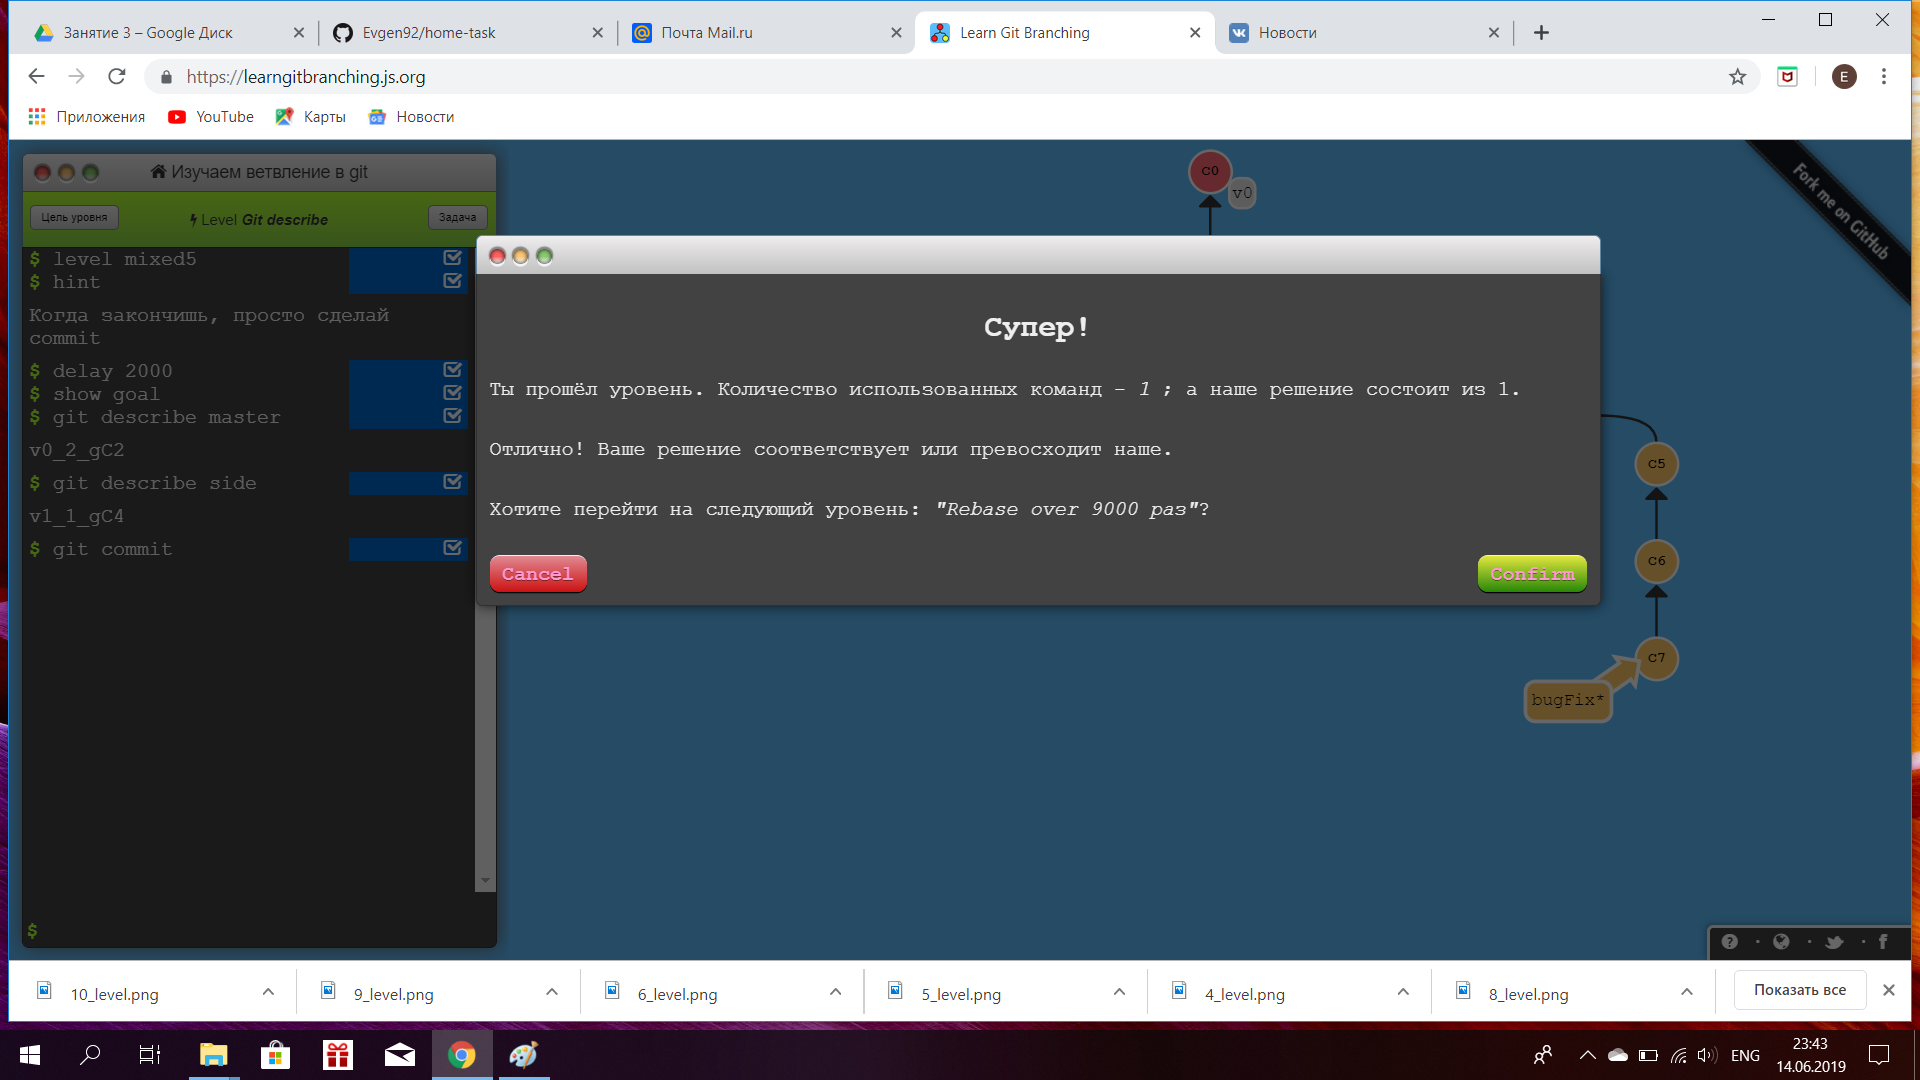 Занятие 3 – Google Диск
Evgen92/home-task
Почта Mail.ru
Learn Git Branching
Новости
https://learngitbranching.js.org
E
Приложения
YouTube
Карты
Новости
Изучаем ветвление в git
Цель уровня
Level Git describe
Задача
$ level mixed5
$ hint
Когда закончишь, просто сделай
commit
$ delay 2000
$ show goal
$ git describe master
v0_2_gC2
$ git describe side
v1_1_gC4
$ git commit
$
C0
v0
Fork me on GitHub
Супер!
Ты прошёл уровень. Количество использованных команд – 1 ; а наше решение состоит из 1.
Отлично! Ваше решение соответствует или превосходит наше.
Хотите перейти на следующий уровень: "Rebase over 9000 раз"?
Cancel
Confirm
C5
C6
C7
bugFix*
10_level.png
9_level.png
6_level.png
5_level.png
4_level.png
8_level.png
Показать все
ENG
23:43
14.06.2019